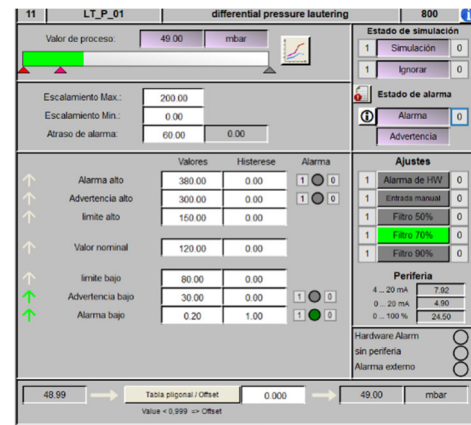 11 LT_P_01 differential pressure lautering 800 i
Valor de proceso: 49.00 mbar
Estado de simulación
1 Simulación 0
1 Ignorar 0
Escalamiento Max.: 200.00
Escalamiento Min.: 0.00
Atraso de alarma: 60.00 0.00
Estado de alarma
Alarma 0
Advertencia
Valores Histerese Alarma
Alarma alto 380.00 0.00 1 0
Advertencia alto 300.00 0.00 1 0
limite alto 150.00 0.00
Valor nominal 120.00 0.00
limite bajo 80.00 0.00
Advertencia bajo 30.00 0.00 1 0
Alarma bajo 0.20 1.00 1 0
Ajustes
1 Alarma de HW 0
1 Entrada manual 0
1 Filtro 50% 0
1 Filtro 70% 0
1 Filtro 90% 0
Periferia
4 ... 20 mA 7.92
0 ... 20 mA 4.90
0 ... 100 % 24.50
Hardware Alarm
sin periferia
Alarma externo
48.99 Tabla pligonal / Offset 0.000 49.00 mbar
Value < 0,999 => Offset